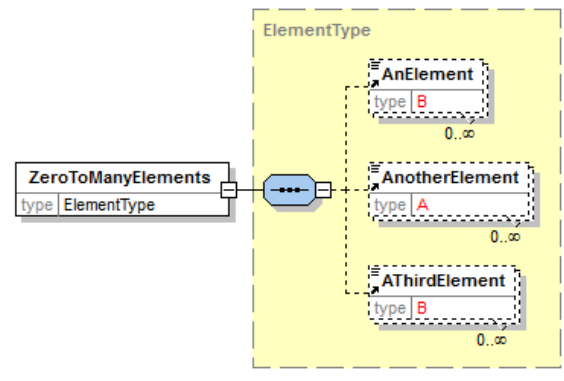 ElementType
AnElement
type B
0..∞
ZeroToManyElements
type ElementType
AnotherElement
type A
0..∞
AThirdElement
type B
0..∞